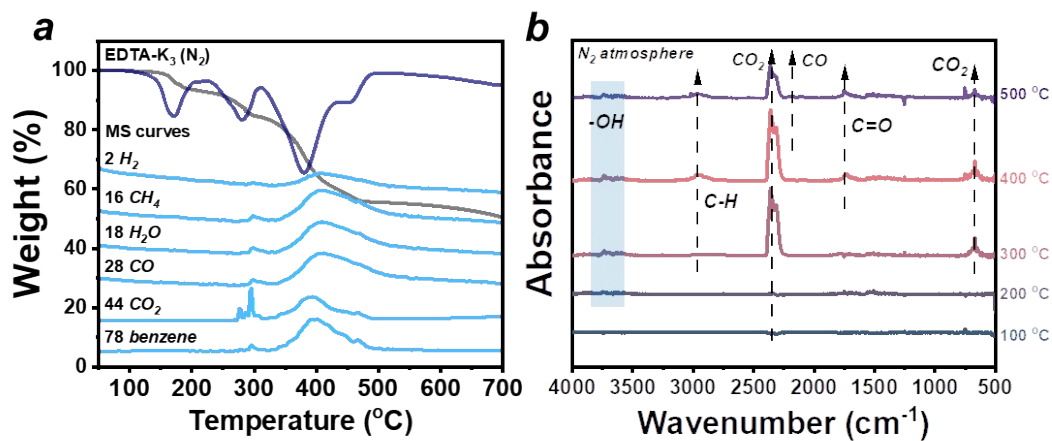 a
EDTA-K₃ (N₂)
MS curves
2 H₂
16 CH₄
18 H₂O
28 CO
44 CO₂
78 benzene
Weight (%)
100
80
60
40
20
0
100 200 300 400 500 600 700
Temperature (°C)
b
N₂ atmosphere
CO₂
CO
CO₂
-OH
C=O
C-H
500 °C
400 °C
300 °C
200 °C
100 °C
Absorbance
4000 3500 3000 2500 2000 1500 1000 500
Wavenumber (cm⁻¹)